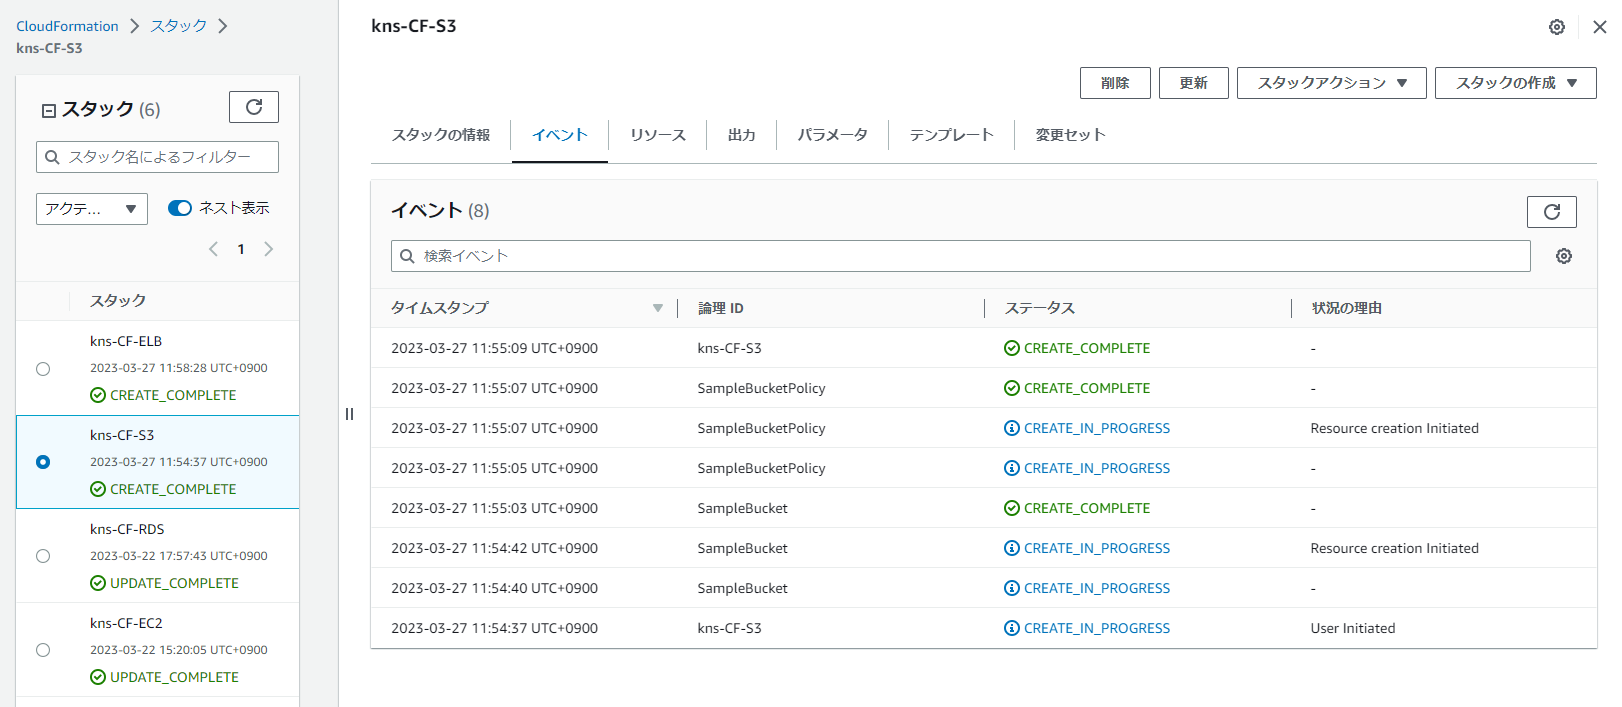 CloudFormation > スタック >
kns-CF-S3
スタック (6)
スタック名によるフィルター
アクテ...
ネスト表示
1
スタック
kns-CF-ELB
2023-03-27 11:58:28 UTC+0900
CREATE_COMPLETE
kns-CF-S3
2023-03-27 11:54:37 UTC+0900
CREATE_COMPLETE
kns-CF-RDS
2023-03-22 17:57:43 UTC+0900
UPDATE_COMPLETE
kns-CF-EC2
2023-03-22 15:20:05 UTC+0900
UPDATE_COMPLETE
kns-CF-S3
削除 更新 スタックアクション ▼ スタックの作成 ▼
スタックの情報 イベント リソース 出力 パラメータ テンプレート 変更セット
イベント (8)
検索イベント
タイムスタンプ 論理 ID ステータス 状況の理由
2023-03-27 11:55:09 UTC+0900 kns-CF-S3 CREATE_COMPLETE -
2023-03-27 11:55:07 UTC+0900 SampleBucketPolicy CREATE_COMPLETE -
2023-03-27 11:55:07 UTC+0900 SampleBucketPolicy CREATE_IN_PROGRESS Resource creation Initiated
2023-03-27 11:55:05 UTC+0900 SampleBucketPolicy CREATE_IN_PROGRESS -
2023-03-27 11:55:03 UTC+0900 SampleBucket CREATE_COMPLETE -
2023-03-27 11:54:42 UTC+0900 SampleBucket CREATE_IN_PROGRESS Resource creation Initiated
2023-03-27 11:54:40 UTC+0900 SampleBucket CREATE_IN_PROGRESS -
2023-03-27 11:54:37 UTC+0900 kns-CF-S3 CREATE_IN_PROGRESS User Initiated